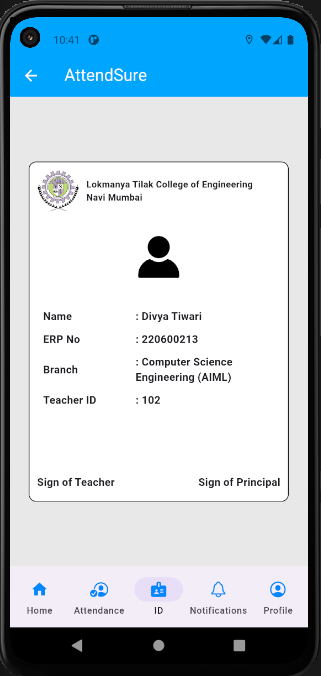 10:41
AttendSure
Lokmanya Tilak College of Engineering
Navi Mumbai
Name : Divya Tiwari
ERP No : 220600213
Branch : Computer Science
Engineering (AIML)
Teacher ID : 102
Sign of Teacher Sign of Principal
Home Attendance ID Notifications Profile